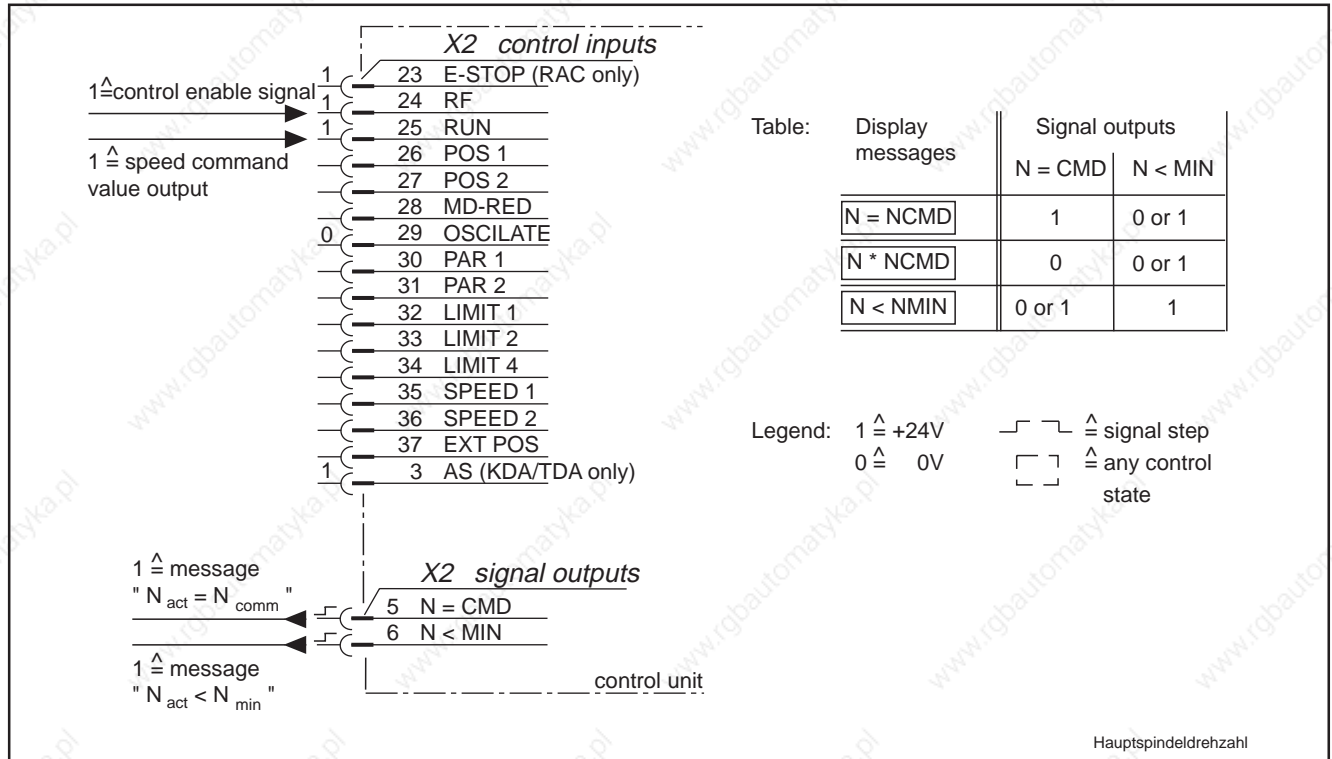 X2 control inputs
1 23 E-STOP (RAC only)
1≙control enable signal
1 24 RF
1 25 RUN
1 ≙ speed command
value output
26 POS 1
27 POS 2
28 MD-RED
0 29 OSCILATE
30 PAR 1
31 PAR 2
32 LIMIT 1
33 LIMIT 2
34 LIMIT 4
35 SPEED 1
36 SPEED 2
37 EXT POS
1 3 AS (KDA/TDA only)
Table: Display messages Signal outputs
N = CMD N < MIN
N = NCMD 1 0 or 1
N * NCMD 0 0 or 1
N < NMIN 0 or 1 1
Legend: 1 ≙ +24V ≙ signal step
0 ≙ 0V ≙ any control
state
X2 signal outputs
1 ≙ message
" N act = N comm "
5 N = CMD
6 N < MIN
1 ≙ message
" N act < N min "
control unit
Hauptspindeldrehzahl
www.rgbautomatyka.pl